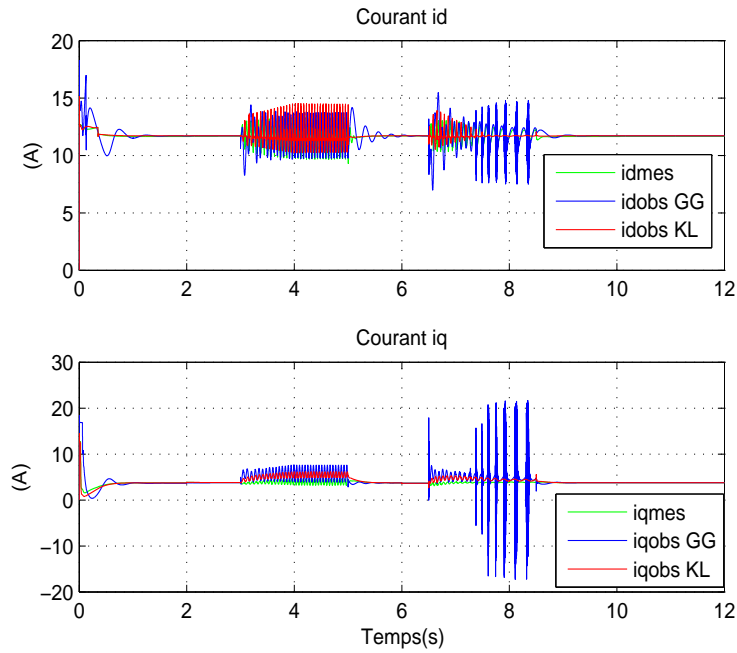 Courant id
20
15
10
5
0
(A)
idmes
idobs GG
idobs KL
0 2 4 6 8 10 12
Courant iq
30
20
10
0
−10
−20
(A)
iqmes
iqobs GG
iqobs KL
0 2 4 6 8 10 12
Temps(s)